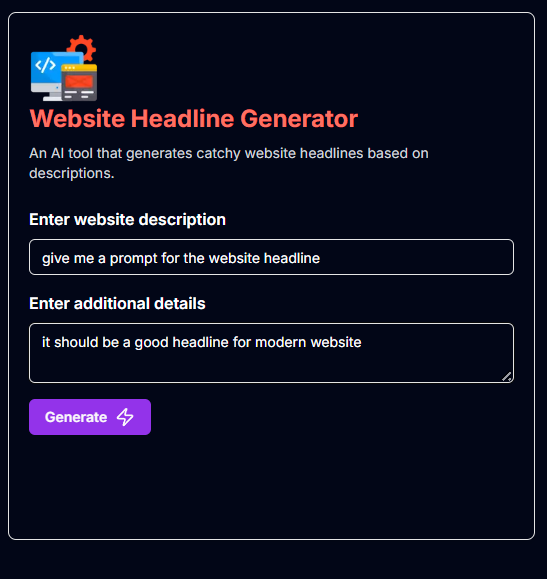 </>
Website Headline Generator
An AI tool that generates catchy website headlines based on
descriptions.
Enter website description
give me a prompt for the website headline
Enter additional details
it should be a good headline for modern website
Generate